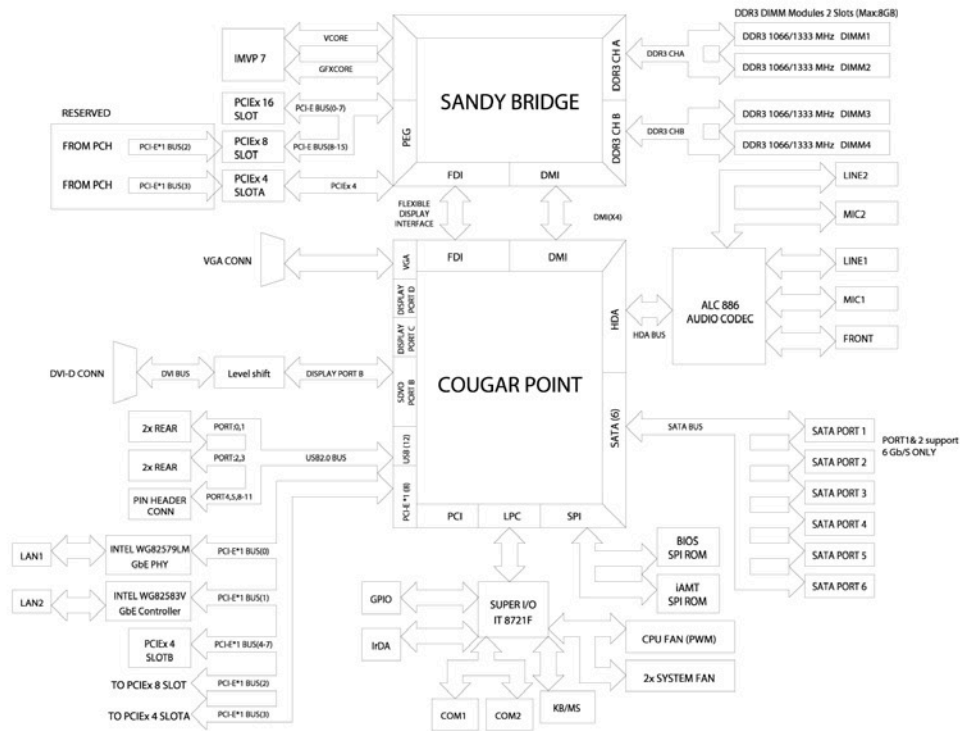 DDR3 DIMM Modules 2 Slots (Max:8GB)
IMVP 7
VCORE
GFXCORE
SANDY BRIDGE
DDR3 CH A
DDR3 CHA
DDR3 1066/1333 MHz DIMM1
DDR3 1066/1333 MHz DIMM2
PCIEx 16
SLOT
PCI-E BUS(0-7)
RESERVED
FROM PCH
PCI-E*1 BUS(2)
PCIEx 8
SLOT
PCI-E BUS(8-15)
PEG
DDR3 CH B
DDR3 CHB
DDR3 1066/1333 MHz DIMM3
DDR3 1066/1333 MHz DIMM4
FROM PCH
PCI-E*1 BUS(3)
PCIEx 4
SLOTA
PCIEx 4
FDI
DMI
FLEXIBLE
DISPLAY
INTERFACE
DMI(X4)
LINE2
MIC2
LINE1
MIC1
FRONT
ALC 886
AUDIO CODEC
HDA BUS
VGA CONN
VGA
FDI
DMI
HDA
DISPLAY
PORT D
DISPLAY
PORT C
SDVO
PORT B
COUGAR POINT
DVI-D CONN
DVI BUS
Level shift
DISPLAY PORT B
SATA (6)
SATA BUS
SATA PORT 1
SATA PORT 2
SATA PORT 3
SATA PORT 4
SATA PORT 5
SATA PORT 6
PORT1& 2 support
6 Gb/S ONLY
2x REAR
PORT:0,1
2x REAR
PORT:2,3
USB2.0 BUS
USB (12)
PIN HEADER
CONN
PORT4,5,8-11
PCI-E *1 (8)
PCI
LPC
SPI
LAN1
INTEL WG82579LM
GbE PHY
PCI-E*1 BUS(0)
LAN2
INTEL WG82583V
GbE Controller
PCI-E*1 BUS(1)
PCIEx 4
SLOTB
PCI-E*1 BUS(4-7)
TO PCIEx 8 SLOT
PCI-E*1 BUS(2)
TO PCIEx 4 SLOTA
PCI-E*1 BUS(3)
BIOS
SPI ROM
iAMT
SPI ROM
GPIO
IrDA
SUPER I/O
IT 8721F
CPU FAN (PWM)
2x SYSTEM FAN
COM1
COM2
KB/MS